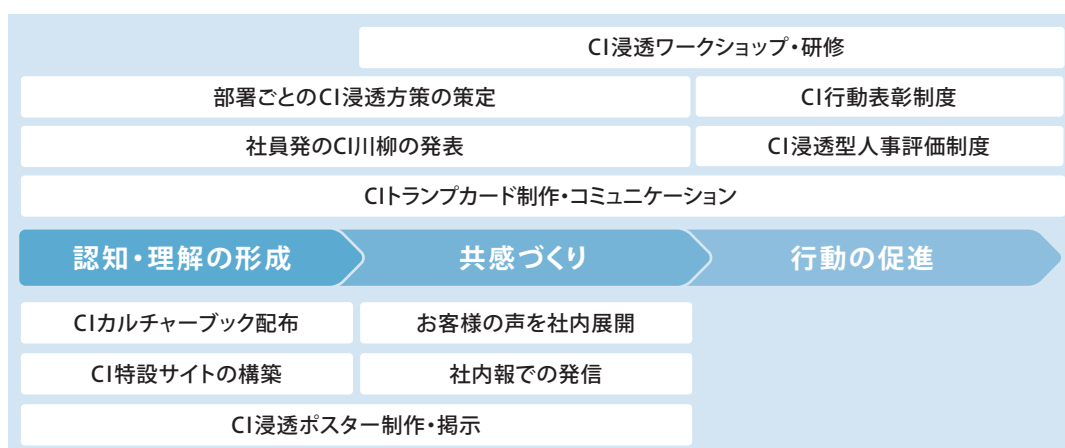 CI浸透ワークショップ・研修
部署ごとのCI浸透方策の策定
CI行動表彰制度
社員発のCI川柳の発表
CI浸透型人事評価制度
CIトランプカード制作・コミュニケーション
認知・理解の形成
共感づくり
行動の促進
CIカルチャーブック配布
お客様の声を社内展開
CI特設サイトの構築
社内報での発信
CI浸透ポスター制作・掲示